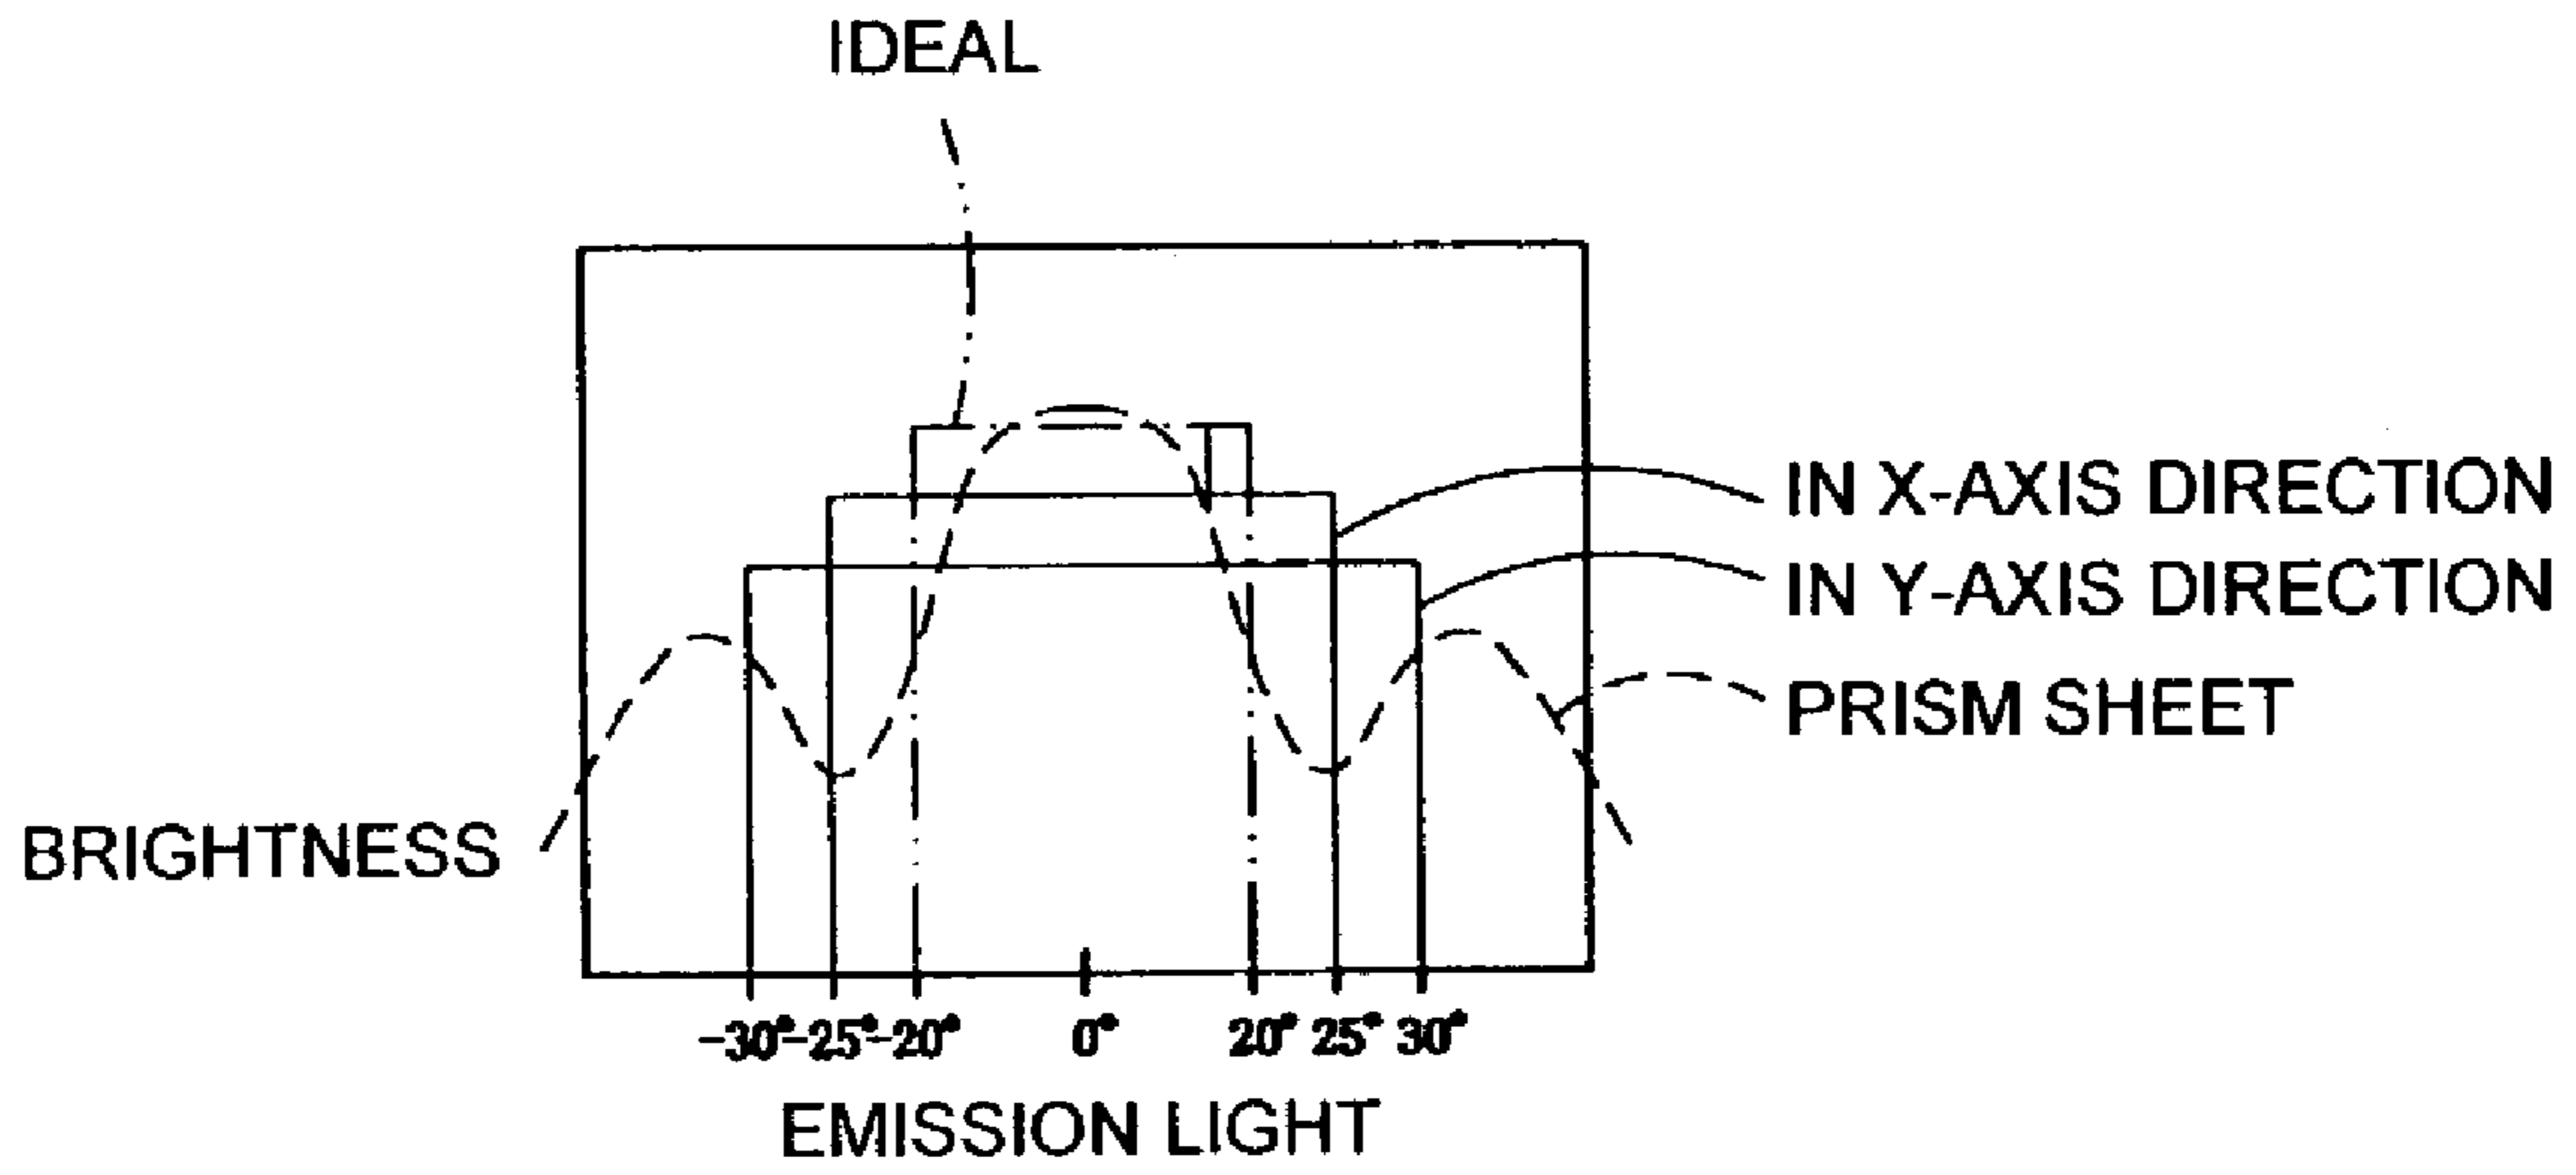 IDEAL
IN X-AXIS DIRECTION
IN Y-AXIS DIRECTION
PRISM SHEET
BRIGHTNESS
-30° -25° -20° 0° 20° 25° 30°
EMISSION LIGHT